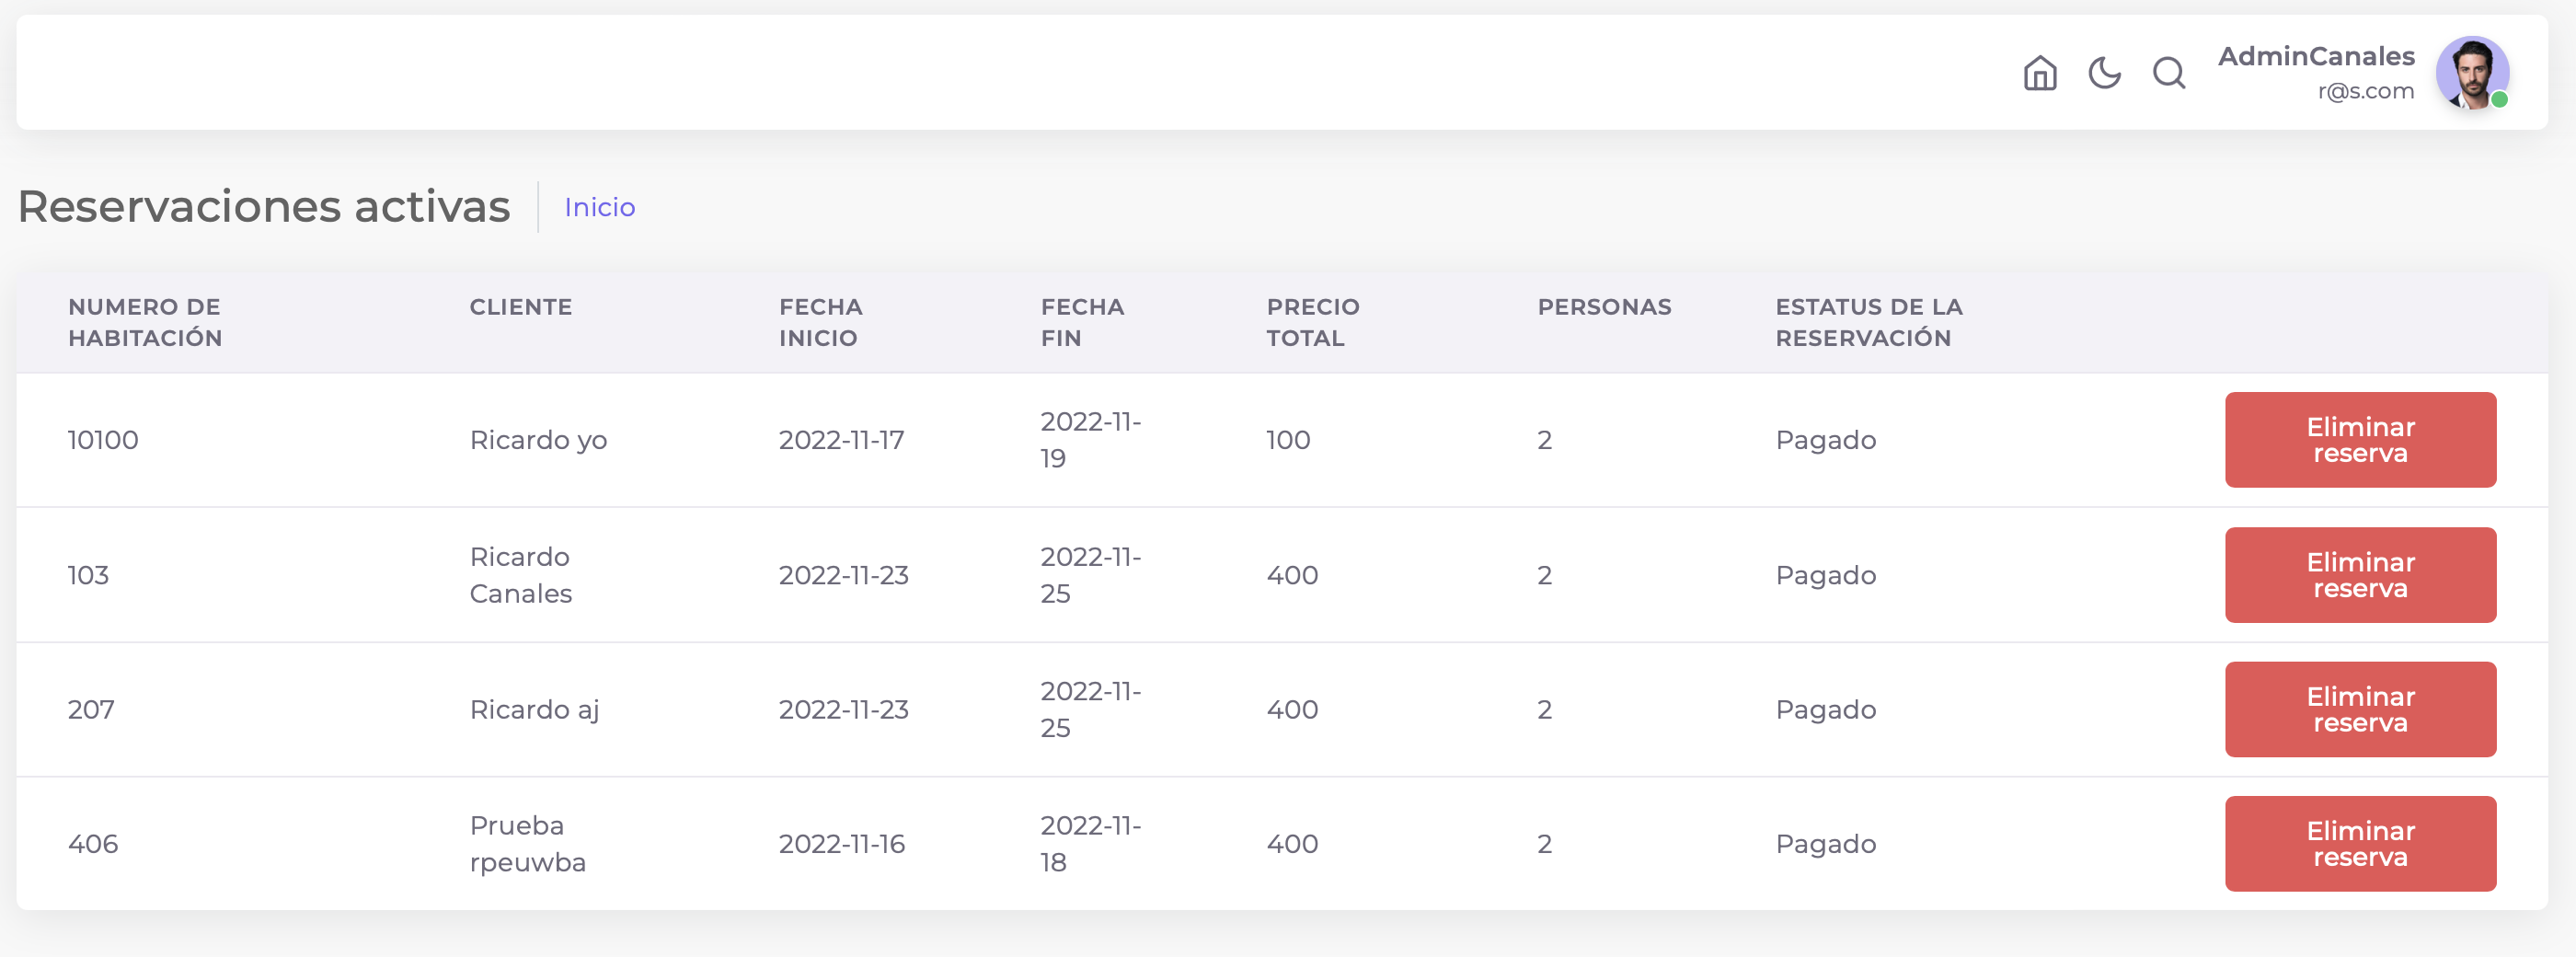 AdminCanales
r@s.com
Reservaciones activas Inicio
NUMERO DE HABITACIÓN CLIENTE FECHA INICIO FECHA FIN PRECIO TOTAL PERSONAS ESTATUS DE LA RESERVACIÓN
10100 Ricardo yo 2022-11-17 2022-11-19 100 2 Pagado Eliminar reserva
103 Ricardo Canales 2022-11-23 2022-11-25 400 2 Pagado Eliminar reserva
207 Ricardo aj 2022-11-23 2022-11-25 400 2 Pagado Eliminar reserva
406 Prueba rpeuwba 2022-11-16 2022-11-18 400 2 Pagado Eliminar reserva